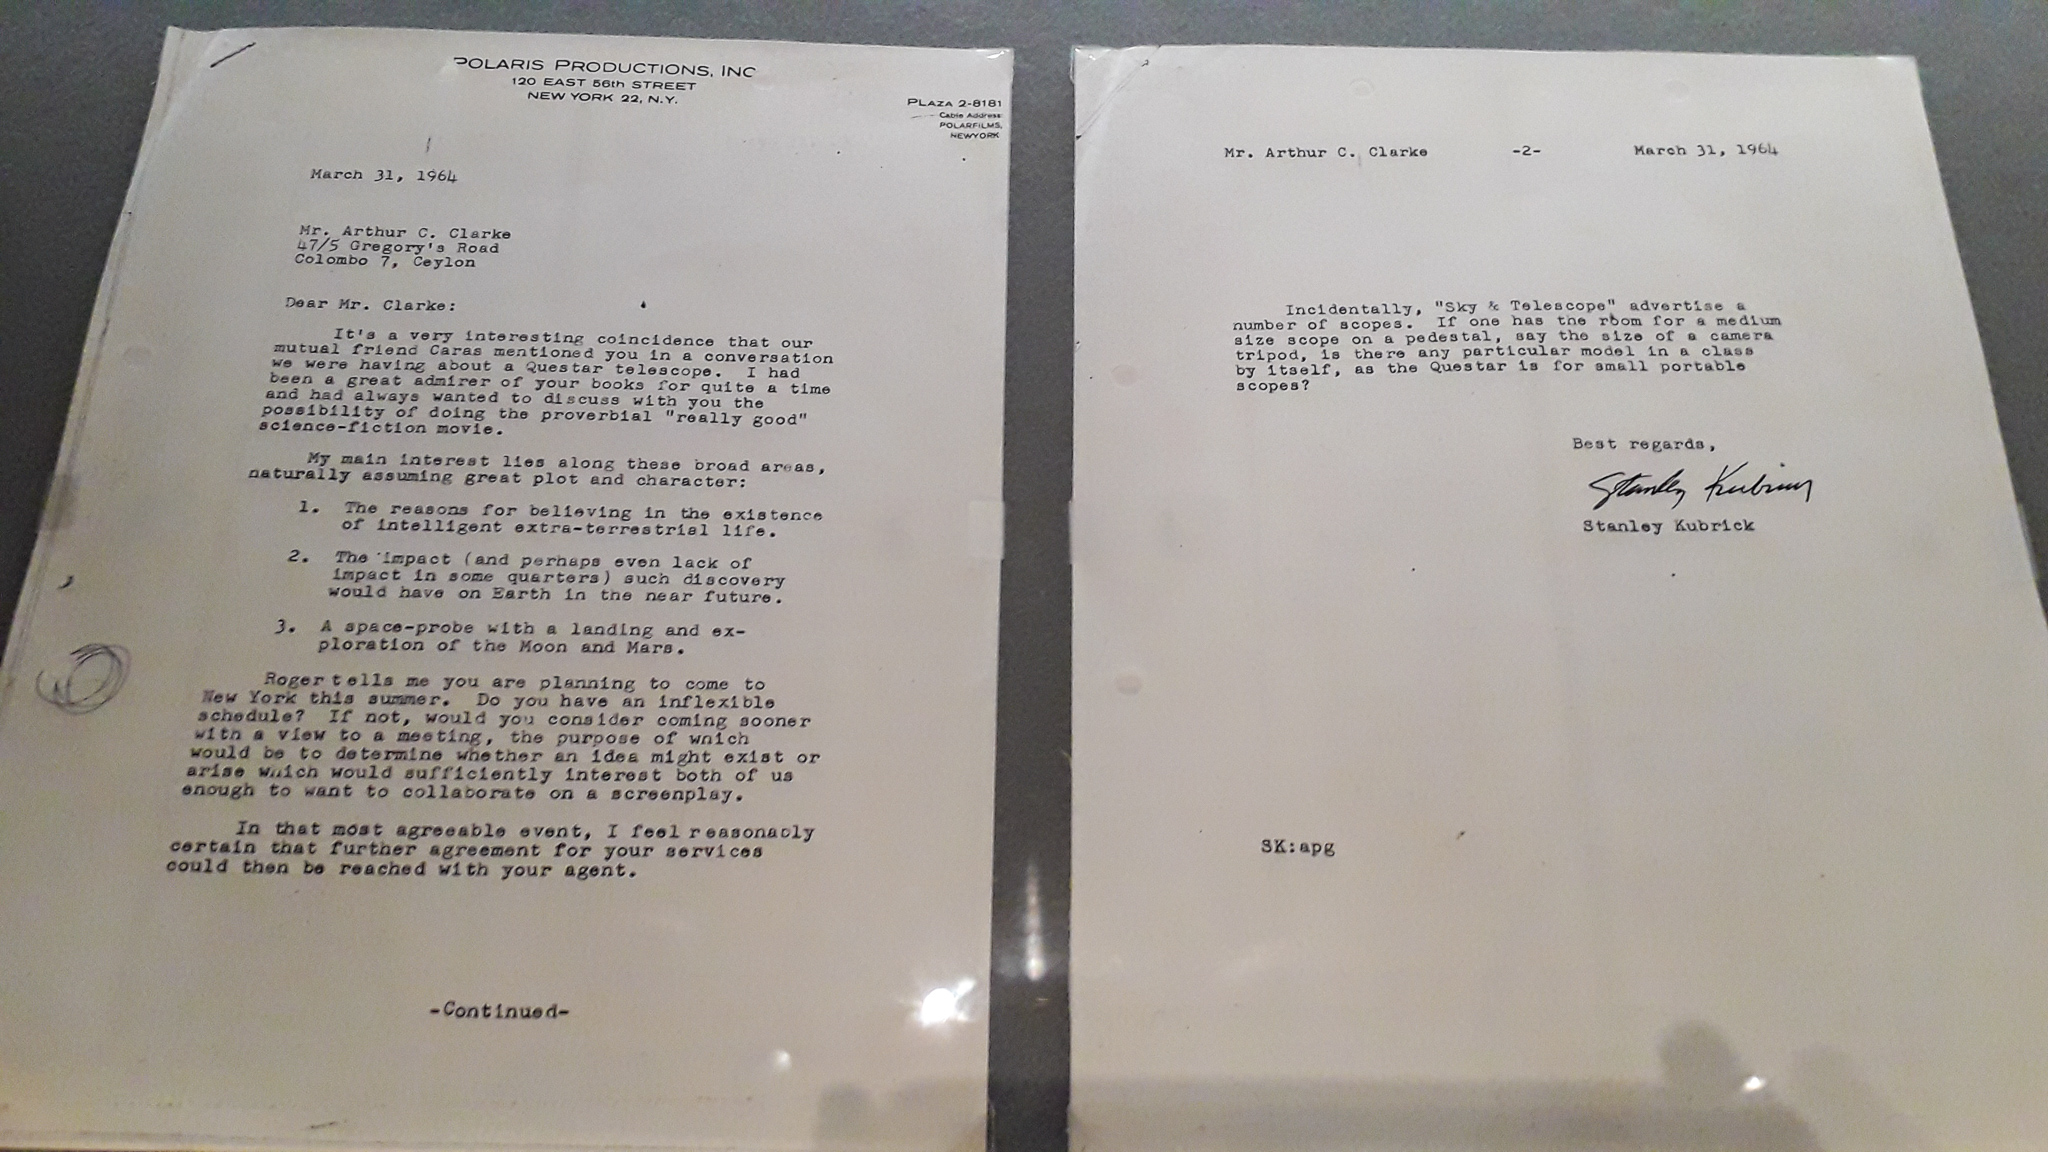 POLARIS PRODUCTIONS, INC
120 EAST 56th STREET
NEW YORK 22, N.Y.
PLAZA 2-8181
Cable Address:
POLARFILMS,
NEWYORK
March 31, 1964
Mr. Arthur C. Clarke
47/5 Gregory's Road
Colombo 7, Ceylon
Dear Mr. Clarke:
It's a very interesting coincidence that our
mutual friend Caras mentioned you in a conversation
we were having about a Questar telescope. I had
been a great admirer of your books for quite a time
and had always wanted to discuss with you the
possibility of doing the proverbial "really good"
science-fiction movie.
My main interest lies along these broad areas,
naturally assuming great plot and character:
1. The reasons for believing in the existence
of intelligent extra-terrestrial life.
2. The impact (and perhaps even lack of
impact in some quarters) such discovery
would have on Earth in the near future.
3. A space-probe with a landing and ex-
ploration of the Moon and Mars.
Roger tells me you are planning to come to
New York this summer. Do you have an inflexible
schedule? If not, would you consider coming sooner
with a view to a meeting, the purpose of which
would be to determine whether an idea might exist or
arise which would sufficiently interest both of us
enough to want to collaborate on a screenplay.
In that most agreeable event, I feel reasonably
certain that further agreement for your services
could then be reached with your agent.
-Continued-
Mr. Arthur C. Clarke -2- March 31, 1964
Incidentally, "Sky & Telescope" advertise a
number of scopes. If one has the room for a medium
size scope on a pedestal, say the size of a camera
tripod, is there any particular model in a class
by itself, as the Questar is for small portable
scopes?
Best regards,
Stanley Kubrick
Stanley Kubrick
SK:apg